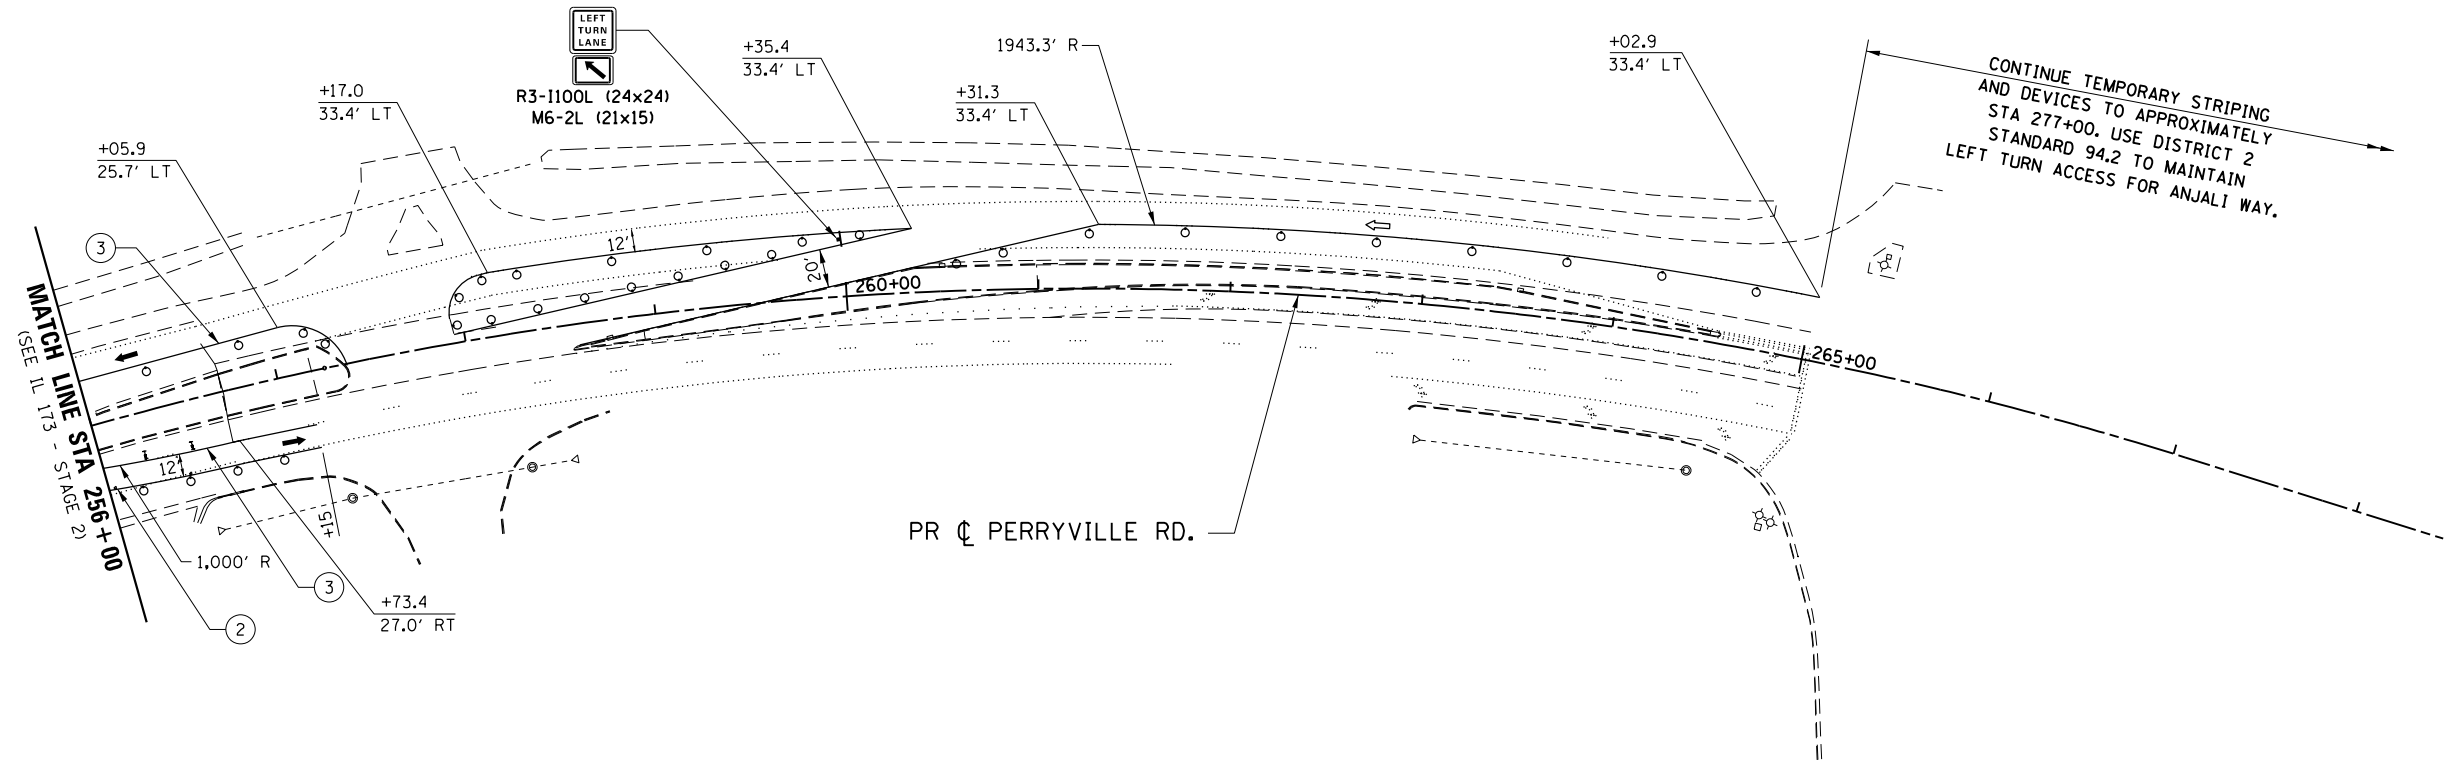 LEFT
TURN
LANE
R3-I100L (24x24)
M6-2L (21x15)
+35.4
33.4' LT
1943.3' R
+02.9
33.4' LT
CONTINUE TEMPORARY STRIPING
AND DEVICES TO APPROXIMATELY
STA 277+00. USE DISTRICT 2
STANDARD 94.2 TO MAINTAIN
LEFT TURN ACCESS FOR ANJALI WAY.
+17.0
33.4' LT
+31.3
33.4' LT
+05.9
25.7' LT
3
12'
20'
260+00
265+00
MATCH LINE STA 256+00
(SEE IL 173 - STAGE 2)
12'
+15
1,000' R
3
2
+73.4
27.0' RT
PR ℄ PERRYVILLE RD.